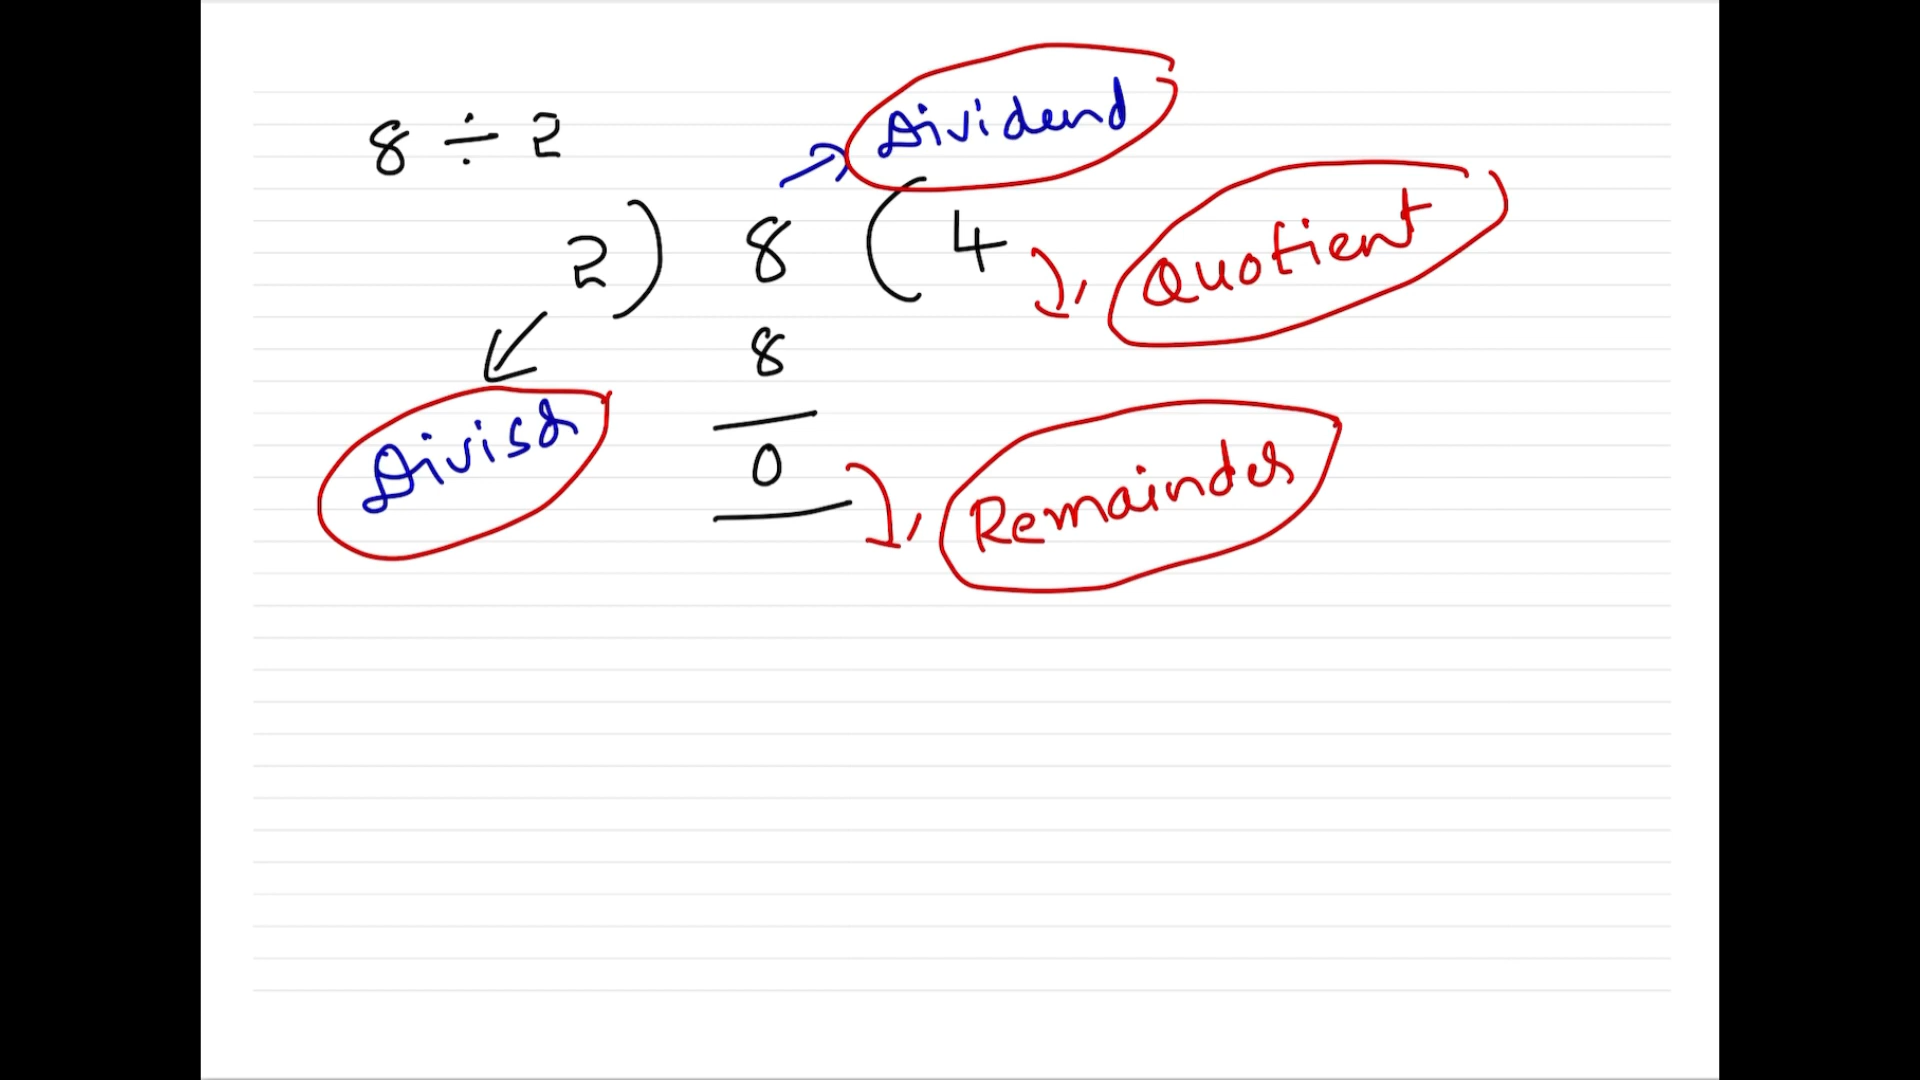 8 ÷ 2
Dividend
2 ) 8 ( 4
Quotient
8
Divisor
0
Remainder